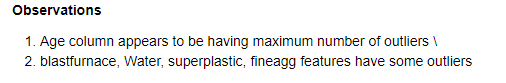 Observations
1. Age column appears to be having maximum number of outliers \
2. blastfurnace, Water, superplastic, fineagg features have some outliers